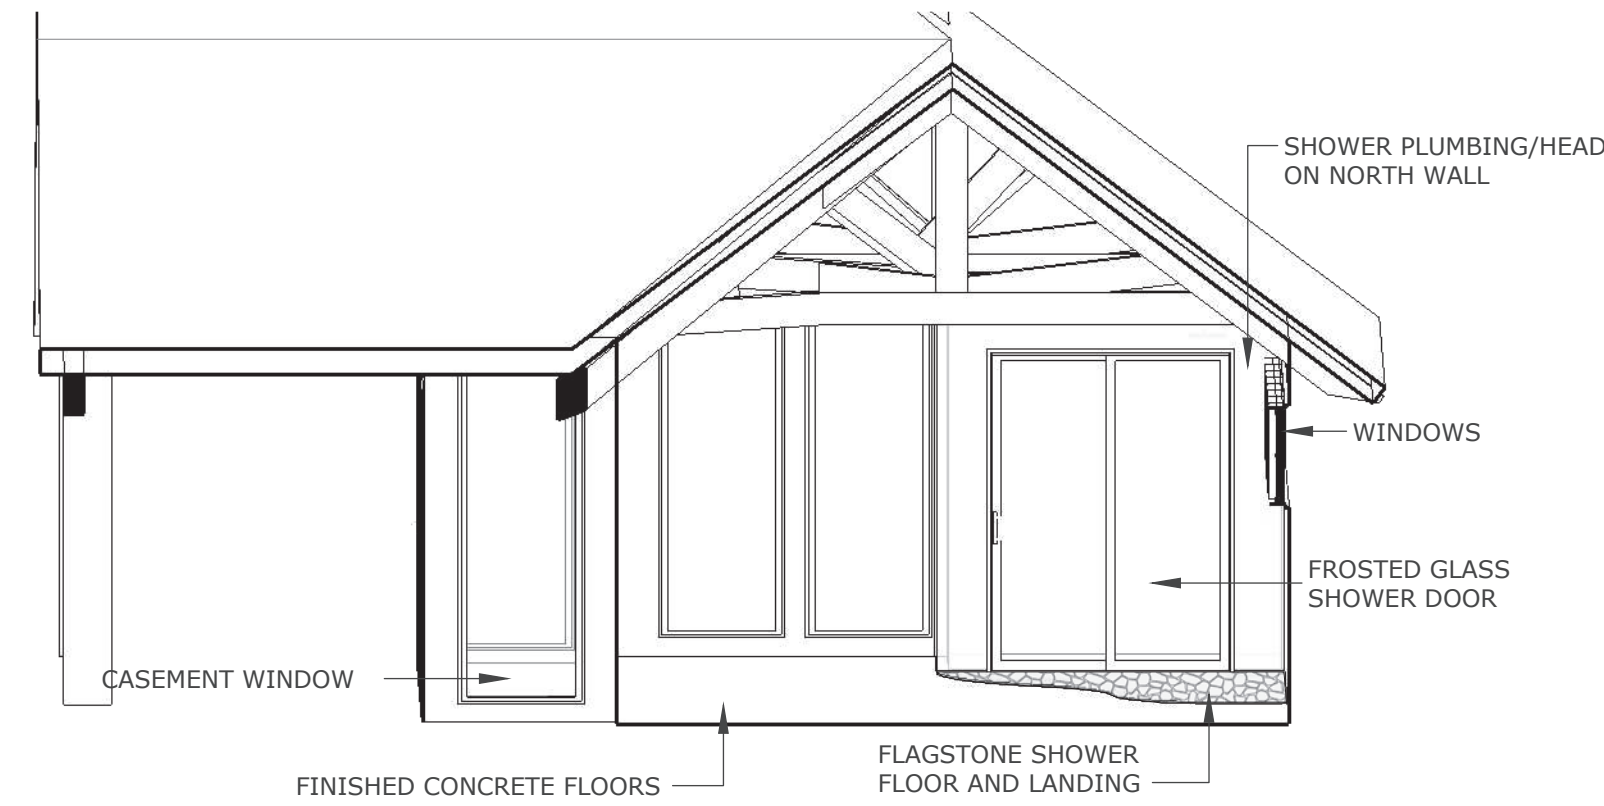 SHOWER PLUMBING/HEAD
ON NORTH WALL
WINDOWS
FROSTED GLASS
SHOWER DOOR
CASEMENT WINDOW
FLAGSTONE SHOWER
FLOOR AND LANDING
FINISHED CONCRETE FLOORS